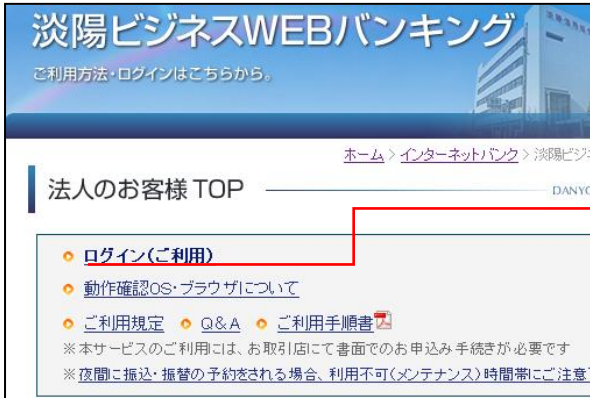 淡陽ビジネスWEBバンキング
ご利用方法・ログインはこちらから。
ホーム > インターネットバンク > 淡陽ビジネ
法人のお客様 TOP
DANYO
ログイン(ご利用)
動作確認OS・ブラウザについて
ご利用規定 Q&A ご利用手順書
※本サービスのご利用には、お取引店にて書面でのお申込み手続きが必要です
※夜間に振込・振替の予約をされる場合、利用不可(メンテナンス)時間帯にご注意